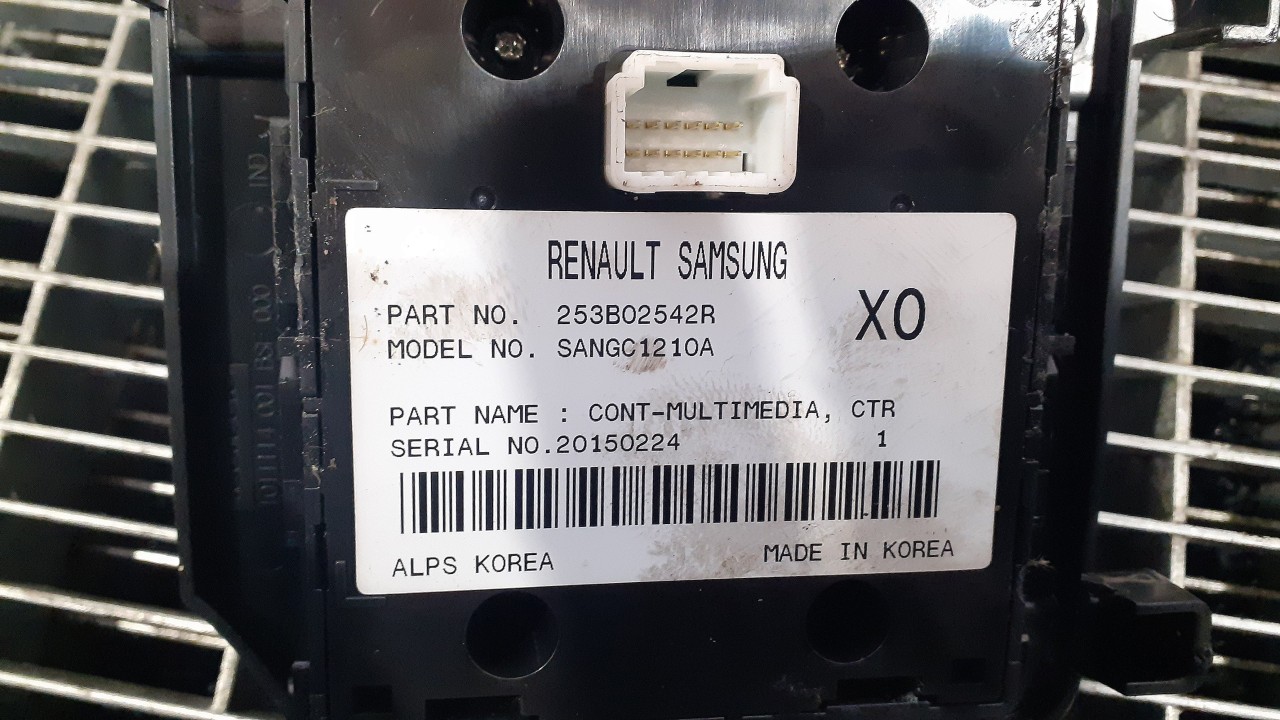 RENAULT SAMSUNG
PART NO. 253B02542R
XO
MODEL NO. SANGC1210A
PART NAME : CONT-MULTIMEDIA, CTR
SERIAL NO.20150224 1
ALPS KOREA
MADE IN KOREA
IND